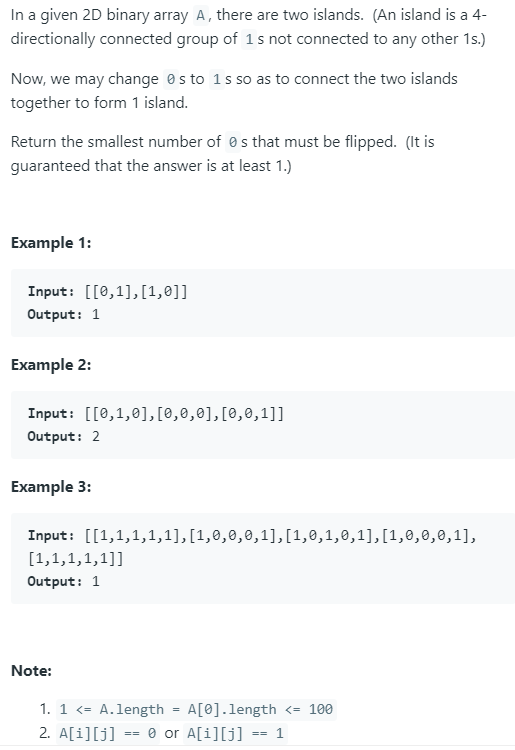 In a given 2D binary array A, there are two islands.  (An island is a 4-
directionally connected group of 1s not connected to any other 1s.)
Now, we may change 0s to 1s so as to connect the two islands
together to form 1 island.
Return the smallest number of 0s that must be flipped.  (It is
guaranteed that the answer is at least 1.)
Example 1:
Input: [[0,1],[1,0]]
Output: 1
Example 2:
Input: [[0,1,0],[0,0,0],[0,0,1]]
Output: 2
Example 3:
Input: [[1,1,1,1,1],[1,0,0,0,1],[1,0,1,0,1],[1,0,0,0,1],
[1,1,1,1,1]]
Output: 1
Note:
1. 1 <= A.length = A[0].length <= 100
2. A[i][j] == 0 or A[i][j] == 1